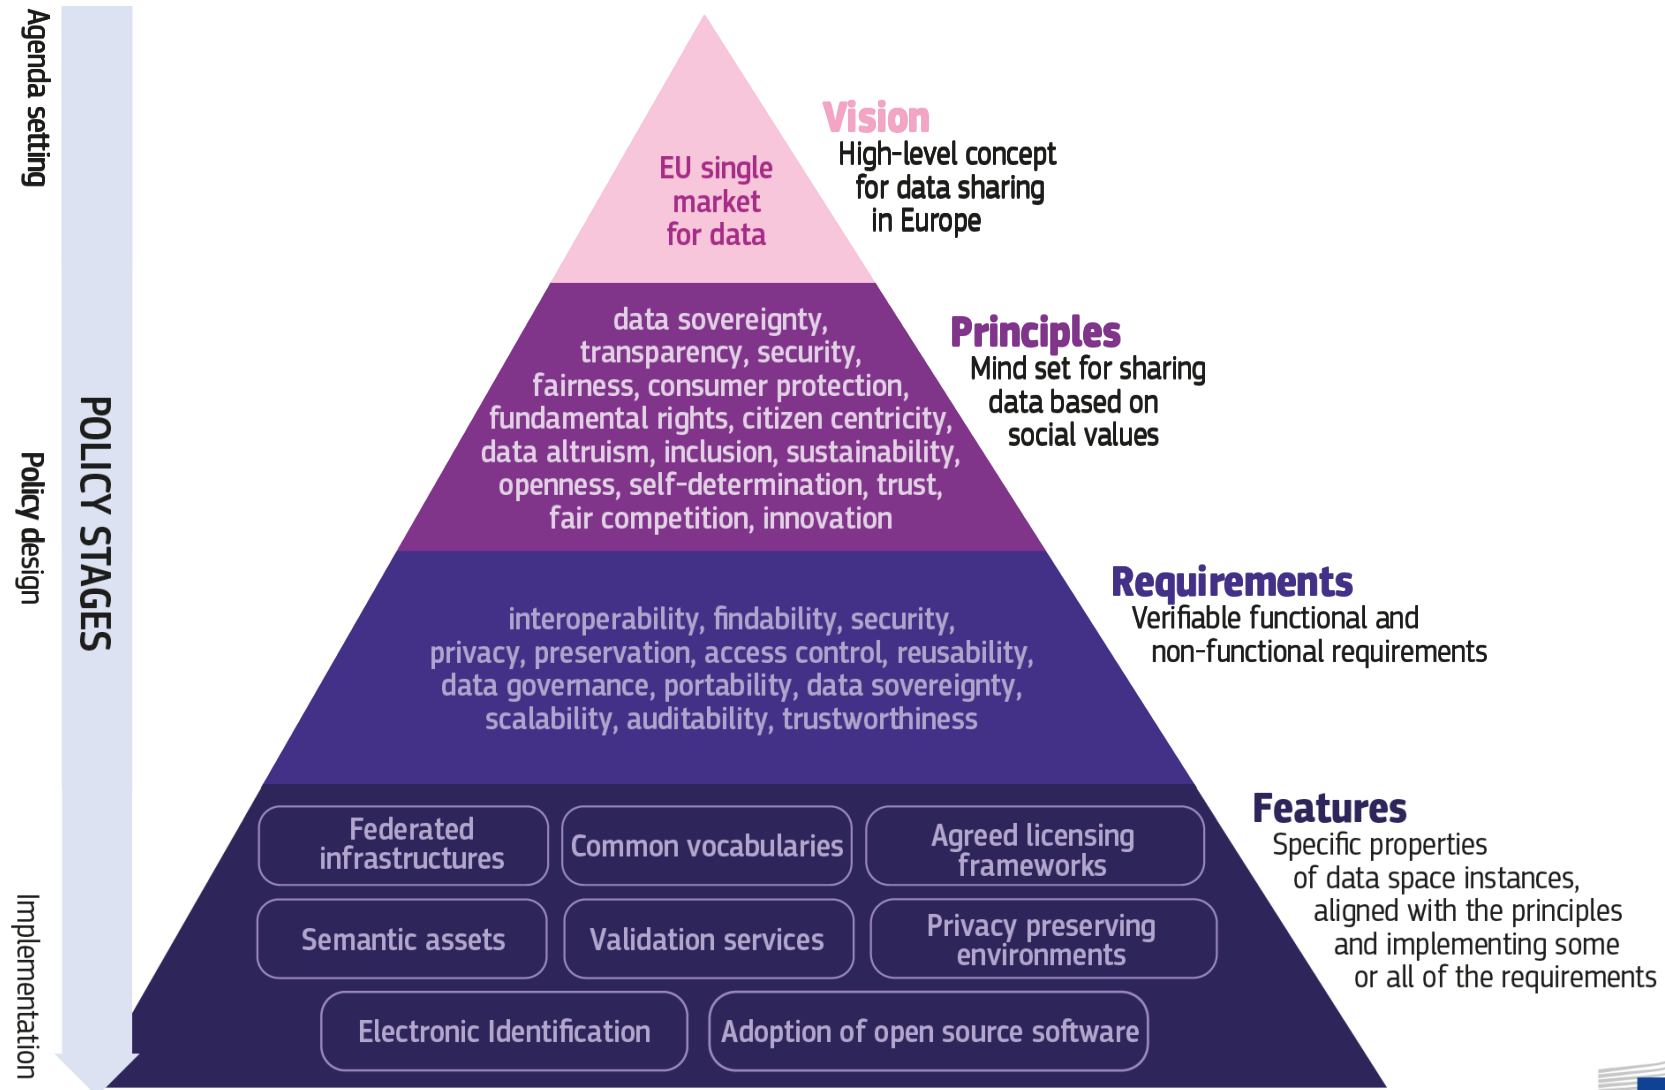 Agenda setting
POLICY STAGES
Policy design
Implementation
EU single
market
for data
Vision
High-level concept
for data sharing
in Europe
data sovereignty,
transparency, security,
fairness, consumer protection,
fundamental rights, citizen centricity,
data altruism, inclusion, sustainability,
openness, self-determination, trust,
fair competition, innovation
Principles
Mind set for sharing
data based on
social values
interoperability, findability, security,
privacy, preservation, access control, reusability,
data governance, portability, data sovereignty,
scalability, auditability, trustworthiness
Requirements
Verifiable functional and
non-functional requirements
Federated
infrastructures
Common vocabularies
Agreed licensing
frameworks
Semantic assets
Validation services
Privacy preserving
environments
Electronic Identification
Adoption of open source software
Features
Specific properties
of data space instances,
aligned with the principles
and implementing some
or all of the requirements